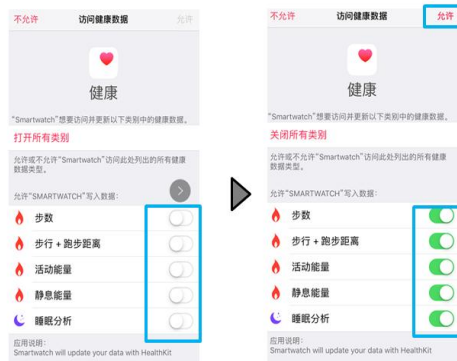 不允许 访问健康数据 允许
健康
"Smartwatch"想要访问并更新以下类别中的健康数据。
打开所有类别
允许或不允许"Smartwatch"访问此处列出的所有健康
数据类型。
允许"SMARTWATCH"写入数据：
步数
步行 + 跑步距离
活动能量
静息能量
睡眠分析
应用说明：
Smartwatch will update your data with HealthKit
不允许 访问健康数据 允许
健康
"Smartwatch"想要访问并更新以下类别中的健康数据。
关闭所有类别
允许或不允许"Smartwatch"访问此处列出的所有健康
数据类型。
允许"SMARTWATCH"写入数据：
步数
步行 + 跑步距离
活动能量
静息能量
睡眠分析
应用说明：
Smartwatch will update your data with HealthKit